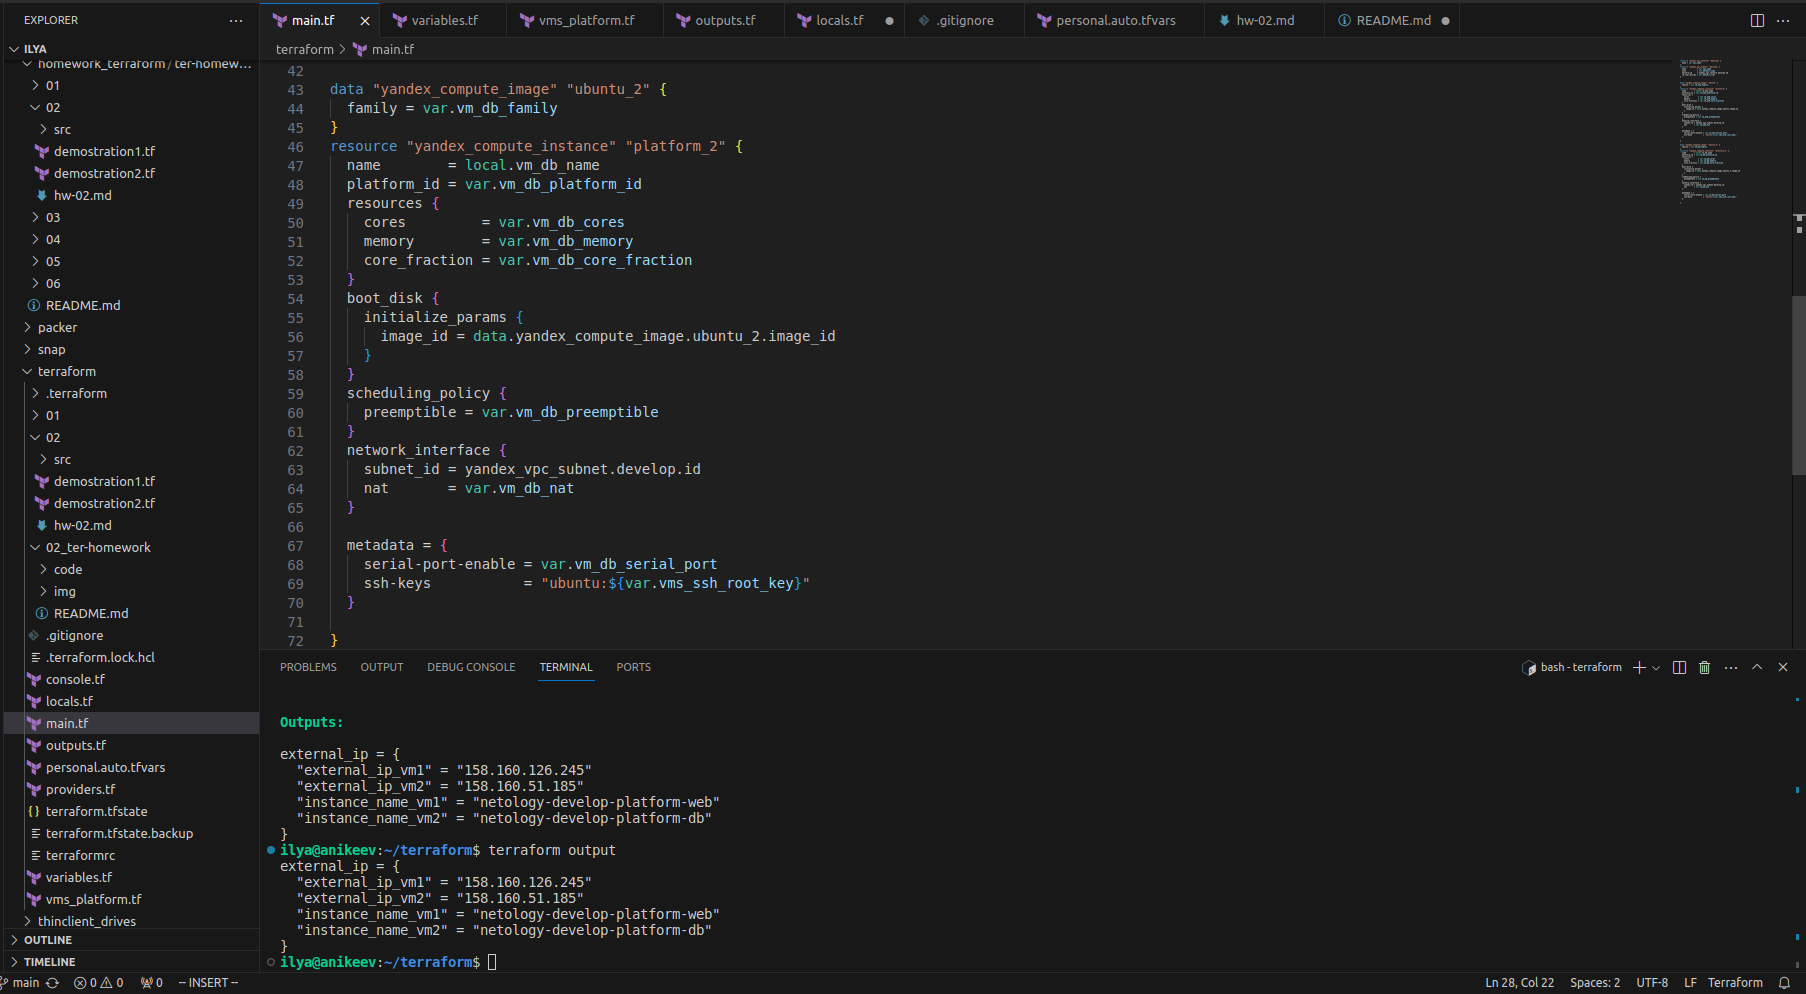 EXPLORER
ILYA
homework_terraform / ter-homew...
01
02
src
demostration1.tf
demostration2.tf
hw-02.md
03
04
05
06
README.md
packer
snap
terraform
.terraform
01
02
src
demostration1.tf
demostration2.tf
hw-02.md
02_ter-homework
code
img
README.md
.gitignore
.terraform.lock.hcl
console.tf
locals.tf
main.tf
outputs.tf
personal.auto.tfvars
providers.tf
terraform.tfstate
terraform.tfstate.backup
terraformrc
variables.tf
vms_platform.tf
thinclient_drives
OUTLINE
TIMELINE
main.tf variables.tf vms_platform.tf outputs.tf locals.tf .gitignore personal.auto.tfvars hw-02.md README.md
terraform > main.tf
42
43 data "yandex_compute_image" "ubuntu_2" {
44 family = var.vm_db_family
45 }
46 resource "yandex_compute_instance" "platform_2" {
47 name        = local.vm_db_name
48 platform_id = var.vm_db_platform_id
49 resources {
50 cores         = var.vm_db_cores
51 memory        = var.vm_db_memory
52 core_fraction = var.vm_db_core_fraction
53 }
54 boot_disk {
55 initialize_params {
56 image_id = data.yandex_compute_image.ubuntu_2.image_id
57 }
58 }
59 scheduling_policy {
60 preemptible = var.vm_db_preemptible
61 }
62 network_interface {
63 subnet_id = yandex_vpc_subnet.develop.id
64 nat       = var.vm_db_nat
65 }
66
67 metadata = {
68 serial-port-enable = var.vm_db_serial_port
69 ssh-keys           = "ubuntu:${var.vms_ssh_root_key}"
70 }
71
72 }
PROBLEMS OUTPUT DEBUG CONSOLE TERMINAL PORTS
bash - terraform
Outputs:
external_ip = {
"external_ip_vm1" = "158.160.126.245"
"external_ip_vm2" = "158.160.51.185"
"instance_name_vm1" = "netology-develop-platform-web"
"instance_name_vm2" = "netology-develop-platform-db"
}
ilya@anikeev:~/terraform$ terraform output
external_ip = {
"external_ip_vm1" = "158.160.126.245"
"external_ip_vm2" = "158.160.51.185"
"instance_name_vm1" = "netology-develop-platform-web"
"instance_name_vm2" = "netology-develop-platform-db"
}
ilya@anikeev:~/terraform$
main 0 0 0 -- INSERT --
Ln 28, Col 22 Spaces: 2 UTF-8 LF Terraform